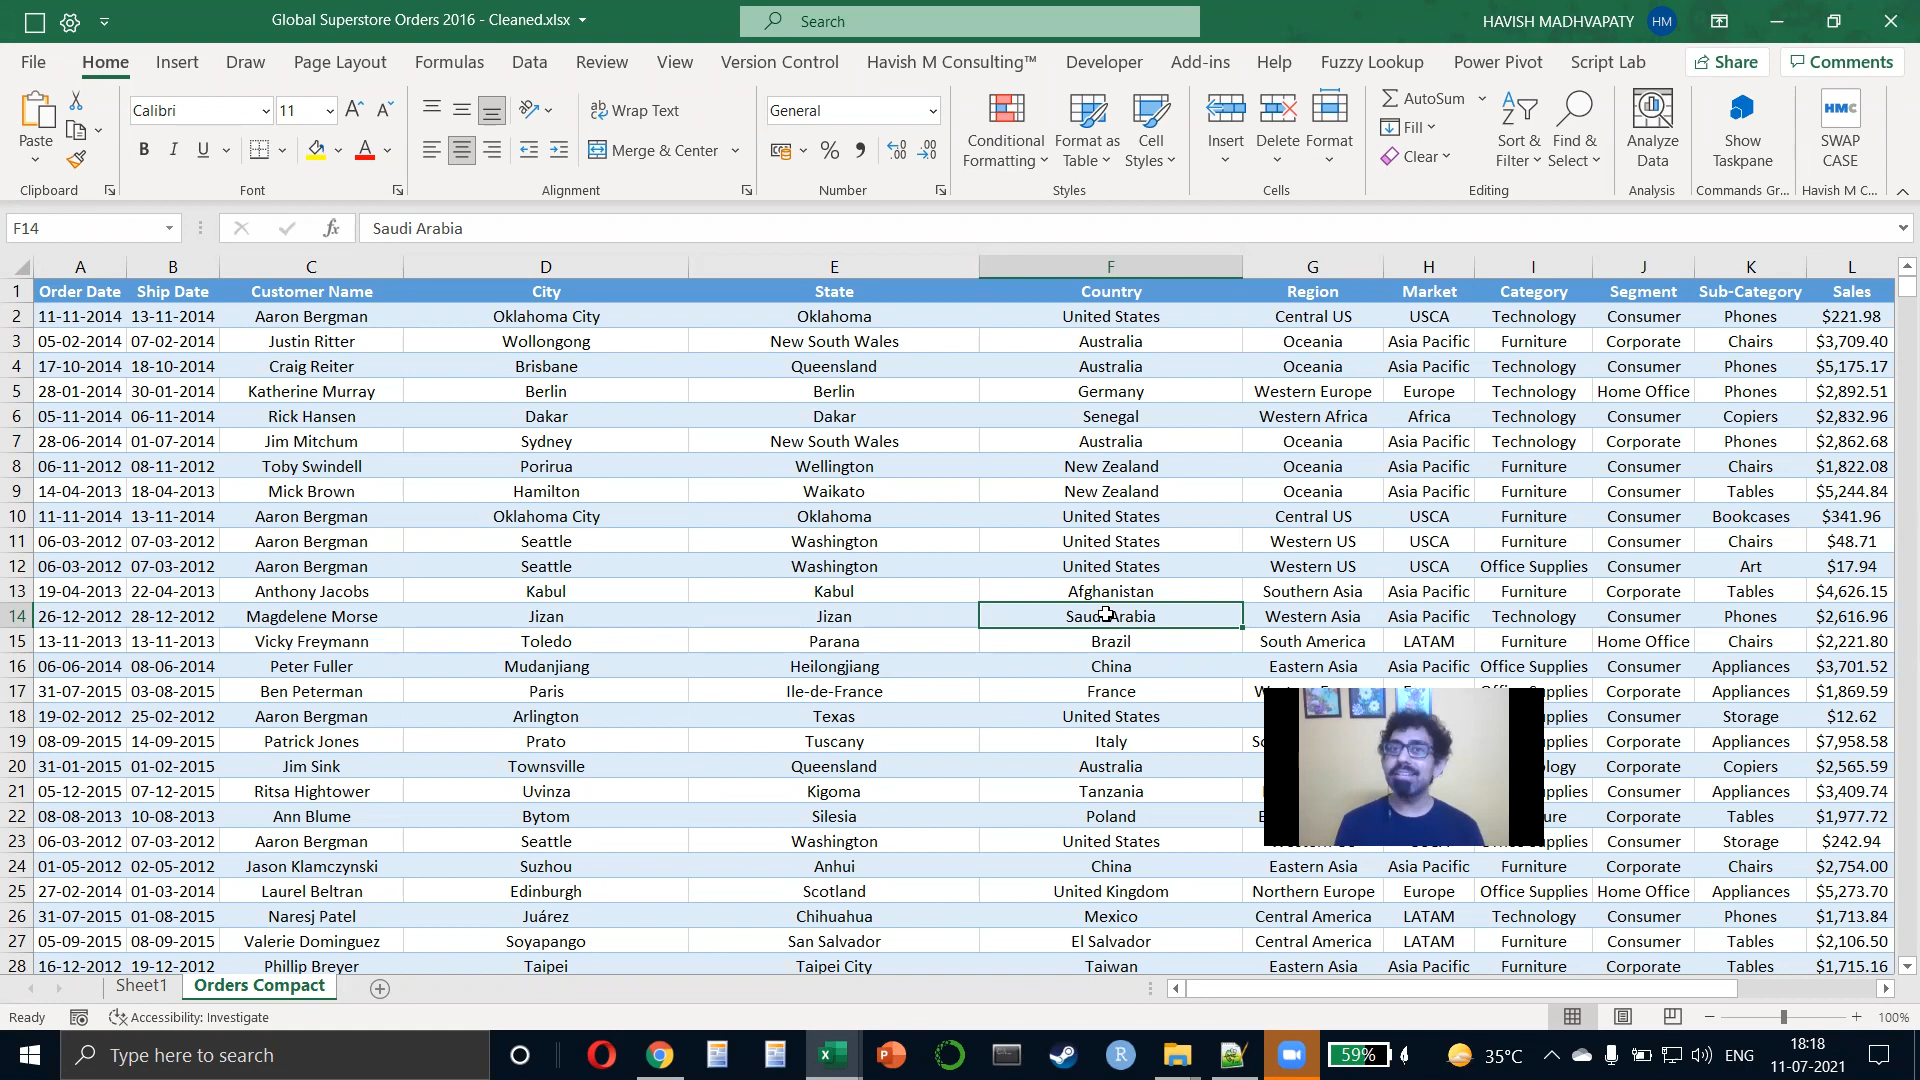 Global Superstore Orders 2016 - Cleaned.xlsx
Search
HAVISH MADHVAPATY HM
File Home Insert Draw Page Layout Formulas Data Review View Version Control Havish M Consulting™ Developer Add-ins Help Fuzzy Lookup Power Pivot Script Lab Share Comments
Paste
Calibri 11
Wrap Text
Merge & Center
General
Conditional Formatting
Format as Table
Cell Styles
Insert Delete Format
AutoSum
Fill
Clear
Sort & Filter
Find & Select
Analyze Data
Show Taskpane
HMC
SWAP CASE
Clipboard Font Alignment Number Styles Cells Editing Analysis Commands Gr... Havish M C...
F14 fx Saudi Arabia
A B C D E F G H I J K L
1 Order Date Ship Date Customer Name City State Country Region Market Category Segment Sub-Category Sales
2 11-11-2014 13-11-2014 Aaron Bergman Oklahoma City Oklahoma United States Central US USCA Technology Consumer Phones $221.98
3 05-02-2014 07-02-2014 Justin Ritter Wollongong New South Wales Australia Oceania Asia Pacific Furniture Corporate Chairs $3,709.40
4 17-10-2014 18-10-2014 Craig Reiter Brisbane Queensland Australia Oceania Asia Pacific Technology Consumer Phones $5,175.17
5 28-01-2014 30-01-2014 Katherine Murray Berlin Berlin Germany Western Europe Europe Technology Home Office Phones $2,892.51
6 05-11-2014 06-11-2014 Rick Hansen Dakar Dakar Senegal Western Africa Africa Technology Consumer Copiers $2,832.96
7 28-06-2014 01-07-2014 Jim Mitchum Sydney New South Wales Australia Oceania Asia Pacific Technology Corporate Phones $2,862.68
8 06-11-2012 08-11-2012 Toby Swindell Porirua Wellington New Zealand Oceania Asia Pacific Furniture Consumer Chairs $1,822.08
9 14-04-2013 18-04-2013 Mick Brown Hamilton Waikato New Zealand Oceania Asia Pacific Furniture Consumer Tables $5,244.84
10 11-11-2014 13-11-2014 Aaron Bergman Oklahoma City Oklahoma United States Central US USCA Furniture Consumer Bookcases $341.96
11 06-03-2012 07-03-2012 Aaron Bergman Seattle Washington United States Western US USCA Furniture Consumer Chairs $48.71
12 06-03-2012 07-03-2012 Aaron Bergman Seattle Washington United States Western US USCA Office Supplies Consumer Art $17.94
13 19-04-2013 22-04-2013 Anthony Jacobs Kabul Kabul Afghanistan Southern Asia Asia Pacific Furniture Corporate Tables $4,626.15
14 26-12-2012 28-12-2012 Magdelene Morse Jizan Jizan Saudi Arabia Western Asia Asia Pacific Technology Consumer Phones $2,616.96
15 13-11-2013 13-11-2013 Vicky Freymann Toledo Parana Brazil South America LATAM Furniture Home Office Chairs $2,221.80
16 06-06-2014 08-06-2014 Peter Fuller Mudanjiang Heilongjiang China Eastern Asia Asia Pacific Office Supplies Consumer Appliances $3,701.52
17 31-07-2015 03-08-2015 Ben Peterman Paris Ile-de-France France Corporate Appliances $1,869.59
18 19-02-2012 25-02-2012 Aaron Bergman Arlington Texas United States Consumer Storage $12.62
19 08-09-2015 14-09-2015 Patrick Jones Prato Tuscany Italy Corporate Appliances $7,958.58
20 31-01-2015 01-02-2015 Jim Sink Townsville Queensland Australia Corporate Copiers $2,565.59
21 05-12-2015 07-12-2015 Ritsa Hightower Uvinza Kigoma Tanzania Consumer Appliances $3,409.74
22 08-08-2013 10-08-2013 Ann Blume Bytom Silesia Poland Corporate Tables $1,977.72
23 06-03-2012 07-03-2012 Aaron Bergman Seattle Washington United States Consumer Storage $242.94
24 01-05-2012 02-05-2012 Jason Klamczynski Suzhou Anhui China Eastern Asia Asia Pacific Furniture Corporate Chairs $2,754.00
25 27-02-2014 01-03-2014 Laurel Beltran Edinburgh Scotland United Kingdom Northern Europe Europe Office Supplies Home Office Appliances $5,273.70
26 31-07-2015 01-08-2015 Naresj Patel Juárez Chihuahua Mexico Central America LATAM Technology Consumer Phones $1,713.84
27 05-09-2015 08-09-2015 Valerie Dominguez Soyapango San Salvador El Salvador Central America LATAM Furniture Consumer Tables $2,106.50
28 16-12-2012 19-12-2012 Phillip Breyer Taipei Taipei City Taiwan Eastern Asia Asia Pacific Furniture Corporate Tables $1,715.16
Sheet1 Orders Compact
Ready Accessibility: Investigate 100%
Type here to search
59% 35°C ENG 18:18
11-07-2021